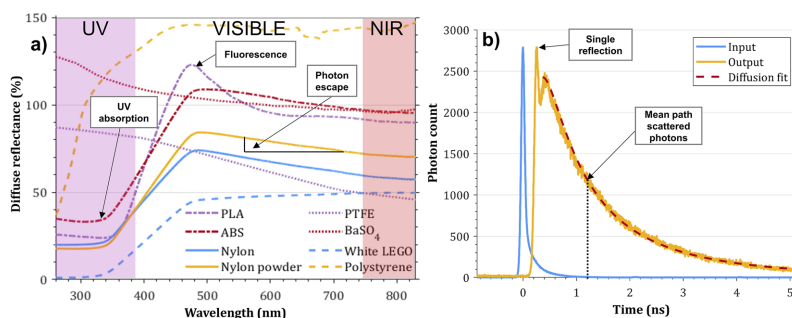 UV
VISIBLE
NIR
a)
Fluorescence
Photon
escape
UV
absorption
Diffuse reflectance (%)
150
100
50
0
300
400
500
600
700
800
Wavelength (nm)
PLA
ABS
Nylon
Nylon powder
PTFE
BaSO4
White LEGO
Polystyrene
b)
Single
reflection
Input
Output
Diffusion fit
Mean path
scattered
photons
Photon count
3000
2500
2000
1500
1000
500
0
0
1
2
3
4
5
Time (ns)